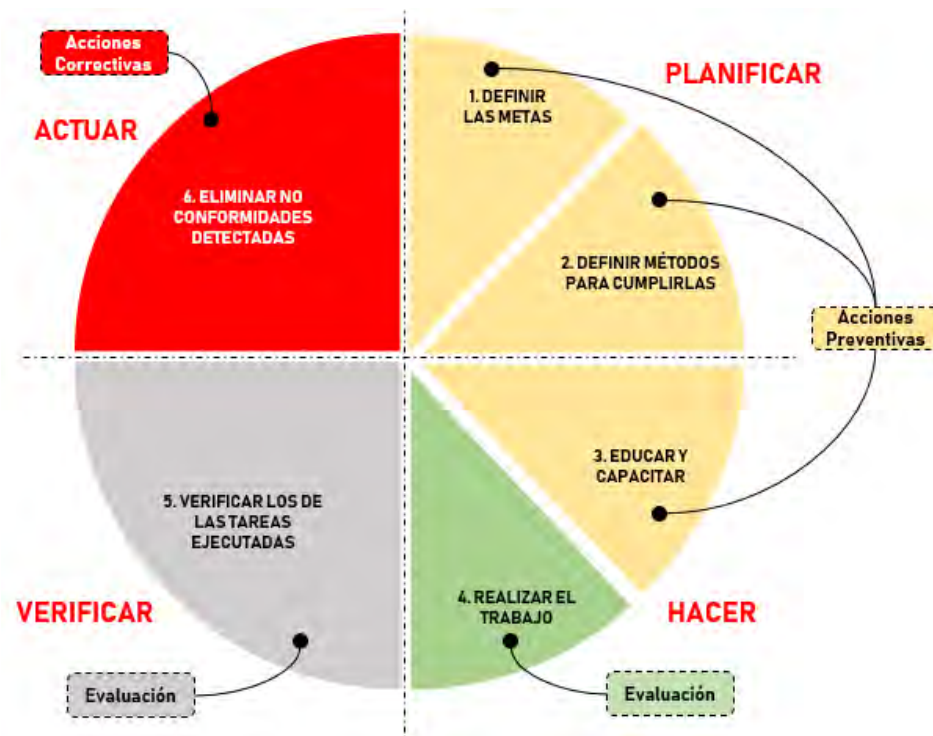 Acciones
Correctivas
ACTUAR
PLANIFICAR
1. DEFINIR
LAS METAS
6. ELIMINAR NO
CONFORMIDADES
DETECTADAS
2. DEFINIR MÉTODOS
PARA CUMPLIRLAS
Acciones
Preventivas
3. EDUCAR Y
CAPACITAR
5. VERIFICAR LOS DE
LAS TAREAS
EJECUTADAS
4. REALIZAR EL
TRABAJO
VERIFICAR
HACER
Evaluación
Evaluación